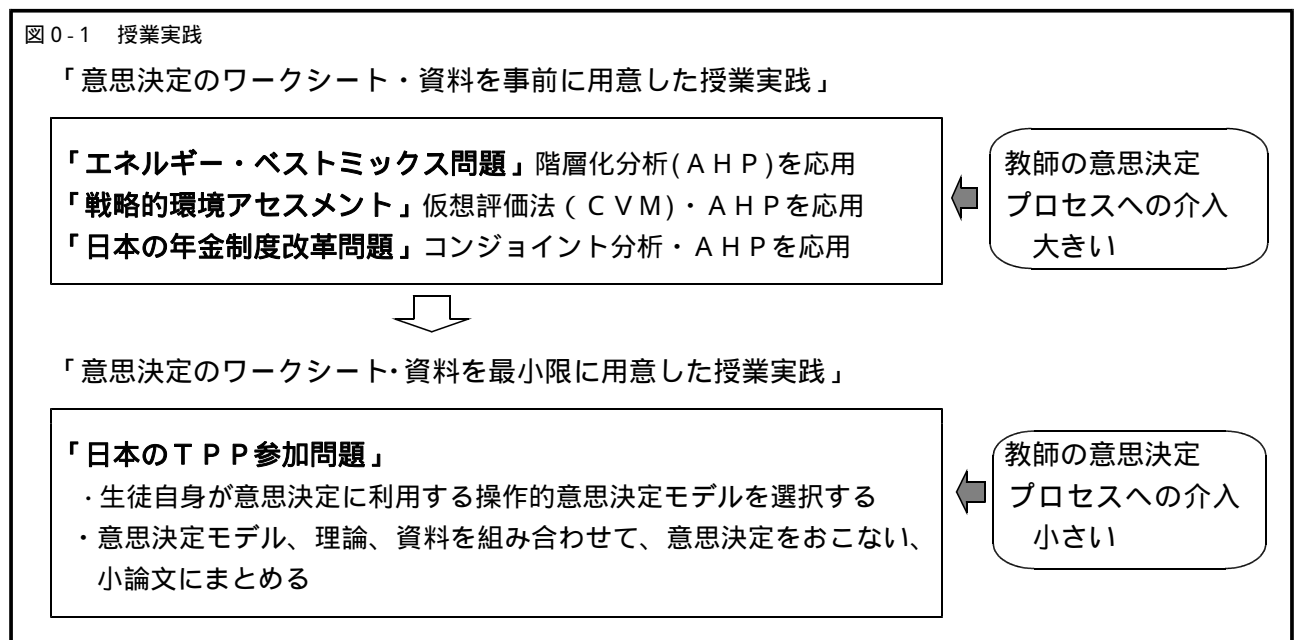 図0-1 授業実践
「意思決定のワークシート・資料を事前に用意した授業実践」
「エネルギー・ベストミックス問題」階層化分析(AHP)を応用
「戦略的環境アセスメント」仮想評価法(CVM)・AHPを応用
「日本の年金制度改革問題」コンジョイント分析・AHPを応用
教師の意思決定
プロセスへの介入
大きい
「意思決定のワークシート・資料を最小限に用意した授業実践」
「日本のTPP参加問題」
・生徒自身が意思決定に利用する操作的意思決定モデルを選択する
・意思決定モデル、理論、資料を組み合わせて、意思決定をおこない、
小論文にまとめる
教師の意思決定
プロセスへの介入
小さい